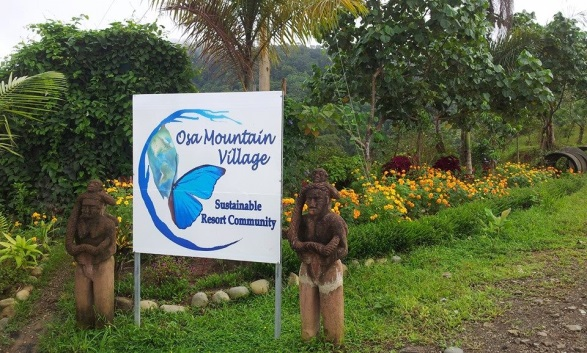 Osa Mountain
Village
Sustainable
Resort Community